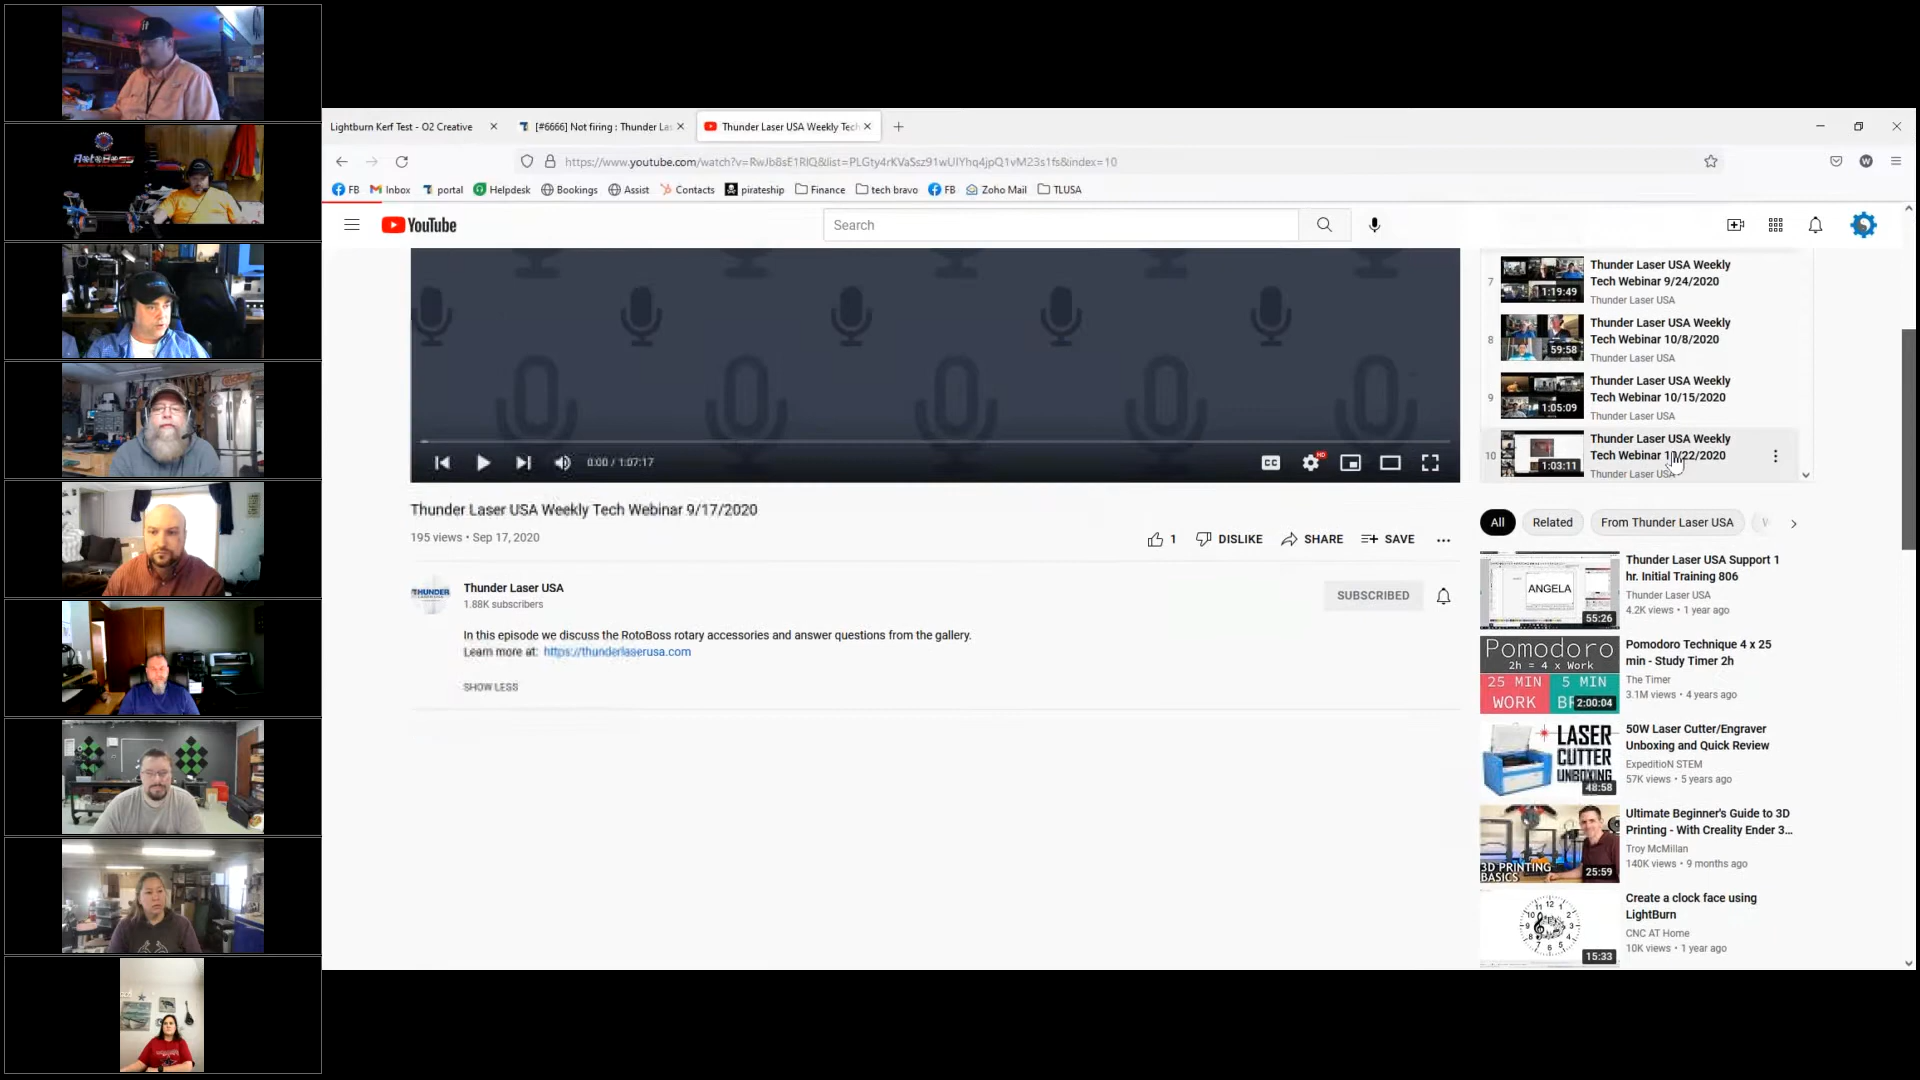 RotoBoss
Lightburn Kerf Test - O2 Creative
[#6666] Not firing : Thunder La
Thunder Laser USA Weekly Tech
https://www.youtube.com/watch?v=RwJb8sE1RlQ&list=PLGty4rKVaSsz91wUIYhq4jpQ1vM23s1fs&index=10
W
FB
Inbox
portal
Helpdesk
Bookings
Assist
Contacts
pirateship
Finance
tech bravo
FB
Zoho Mail
TLUSA
YouTube
Search
0:00 / 1:07:17
CC
HD
Thunder Laser USA Weekly Tech Webinar 9/17/2020
195 views • Sep 17, 2020
1
DISLIKE
SHARE
SAVE
THUNDER
Thunder Laser USA
1.88K subscribers
SUBSCRIBED
In this episode we discuss the RotoBoss rotary accessories and answer questions from the gallery.
Learn more at: https://thunderlaserusa.com
SHOW LESS
7
1:19:49
Thunder Laser USA Weekly
Tech Webinar 9/24/2020
Thunder Laser USA
8
59:58
Thunder Laser USA Weekly
Tech Webinar 10/8/2020
Thunder Laser USA
9
1:05:09
Thunder Laser USA Weekly
Tech Webinar 10/15/2020
Thunder Laser USA
10
1:03:11
Thunder Laser USA Weekly
Tech Webinar 10/22/2020
Thunder Laser USA
All
Related
From Thunder Laser USA
ANGELA
55:26
Thunder Laser USA Support 1
hr. Initial Training 806
Thunder Laser USA
4.2K views • 1 year ago
Pomodoro
2h = 4 x Work
25 MIN
WORK
5 MIN
2:00:04
Pomodoro Technique 4 x 25
min - Study Timer 2h
The Timer
3.1M views • 4 years ago
LASER
CUTTER
UNBOXING
48:58
50W Laser Cutter/Engraver
Unboxing and Quick Review
ExpeditioN STEM
57K views • 5 years ago
3D PRINTING
BASICS
25:59
Ultimate Beginner's Guide to 3D
Printing - With Creality Ender 3...
Troy McMillan
140K views • 9 months ago
15:33
Create a clock face using
LightBurn
CNC AT Home
10K views • 1 year ago